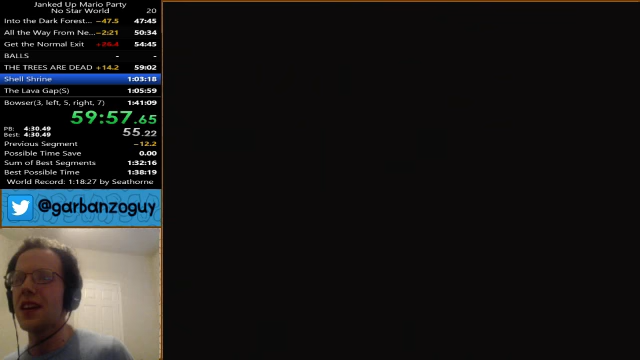 Janked Up Mario Party
No Star World 20
Into the Dark Forest... −47.5 47:45
All the Way From Ne... −2:21 50:34
Get the Normal Exit +26.4 54:45
BALLS - -
THE TREES ARE DEAD +14.2 59:02
Shell Shrine 1:03:18
The Lava Gap(S) 1:05:59
Bowser(3, left, 5, right, 7) 1:41:09
59:57.65
PB: 4:30.49
Best: 4:30.49
55.22
Previous Segment −12.2
Possible Time Save 0.00
Sum of Best Segments 1:32:16
Best Possible Time 1:38:19
World Record: 1:18:27 by Seathorne
@garbanzoguy